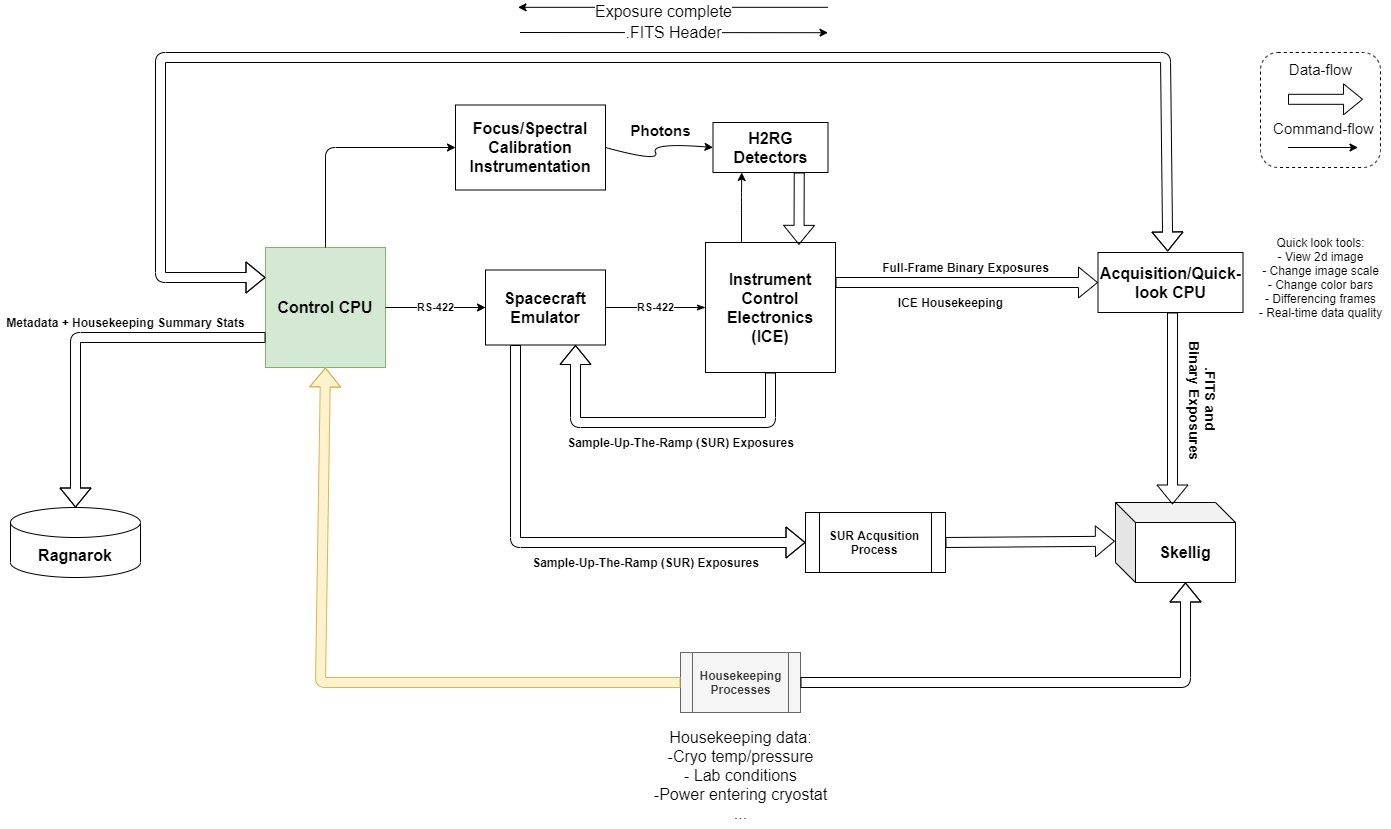 Exposure complete
.FITS Header
Data-flow
Command-flow
Focus/Spectral
Calibration
Instrumentation
Photons
H2RG
Detectors
Quick look tools:
- View 2d image
- Change image scale
- Change color bars
- Differencing frames
- Real-time data quality
Control CPU
RS-422
Spacecraft
Emulator
RS-422
Instrument
Control
Electronics
(ICE)
Full-Frame Binary Exposures
ICE Housekeeping
Acquisition/Quick-
look CPU
Metadata + Housekeeping Summary Stats
.FITS and
Binary Exposures
Sample-Up-The-Ramp (SUR) Exposures
Ragnarok
Sample-Up-The-Ramp (SUR) Exposures
SUR Acqusition
Process
Skellig
Housekeeping
Processes
Housekeeping data:
-Cryo temp/pressure
- Lab conditions
-Power entering cryostat
...